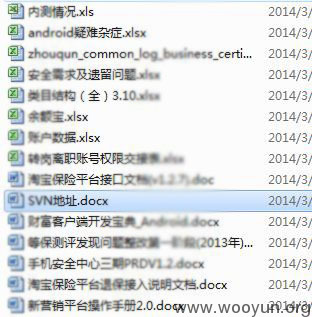 内测情况.xls 2014/3/
android疑难杂症.xlsx 2014/3/
zhouqun_common_log_business_certi... 2014/3/
安全需求及遗留问题.xlsx 2014/3/
类目结构（全）3.10.xlsx 2014/3/
余额宝.xlsx 2014/3/
账户数据.xlsx 2014/3/
转岗离职账号权限交接表.xlsx 2014/3/
淘宝保险平台接口文档(v1.2.7).doc 2014/3/
SVN地址.docx 2014/3/
财富客户端开发宝典_Android.docx 2014/3/
等保测评发现问题整改第一阶段(2013年)... 2014/3/
手机安全中心三期PRDV1.2.docx 2014/3/
淘宝保险平台退保接入说明文档.docx 2014/3/
新营销平台操作手册2.0.docx
www.wooyun.org